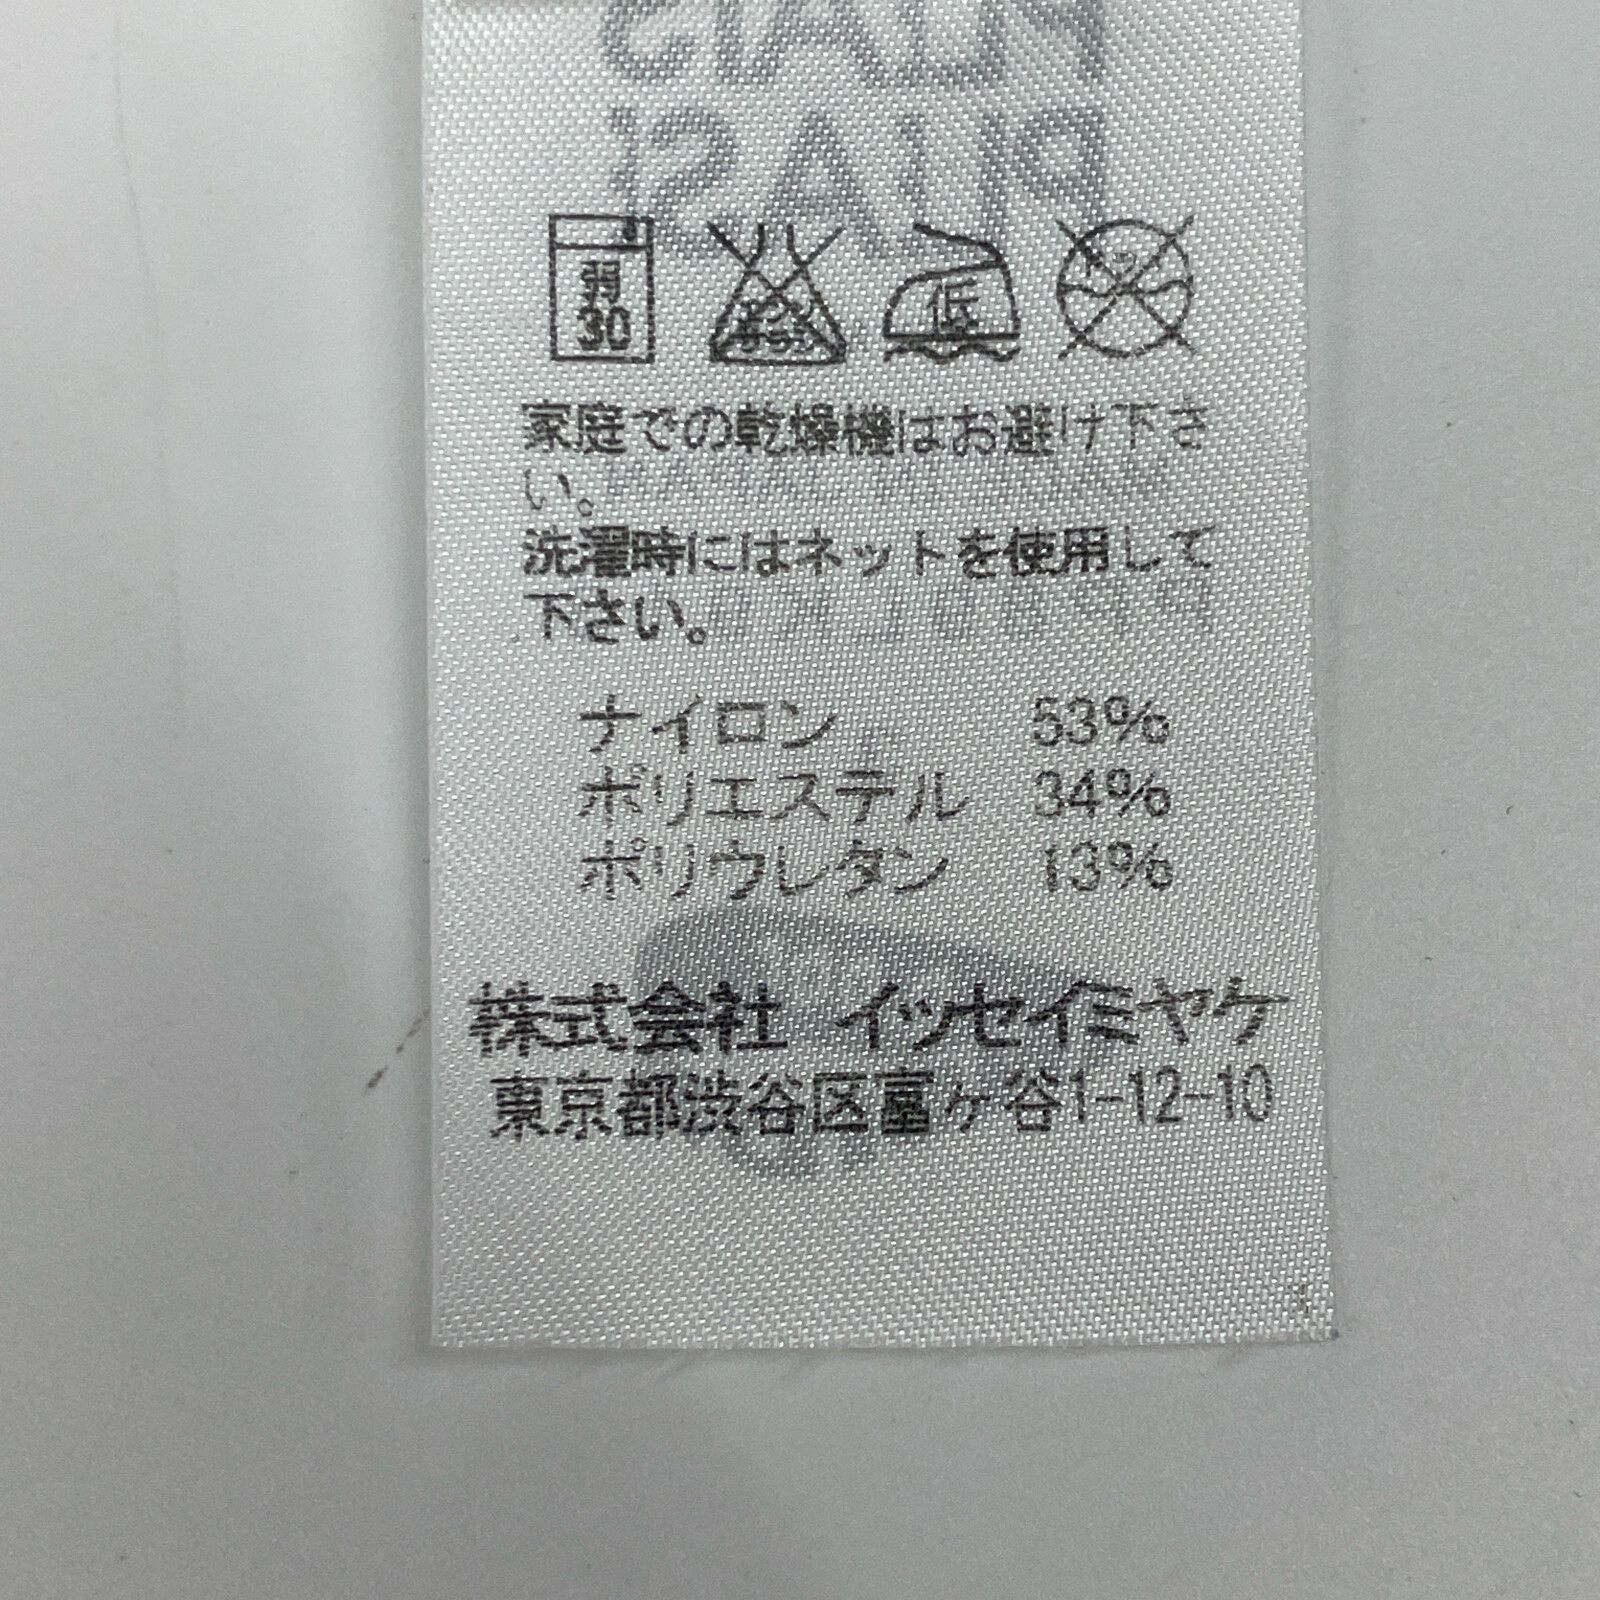 弱
30
低
家庭での乾燥機はお避け下さ
い。
洗濯時にはネットを使用して
下さい。
ナイロン 53%
ポリエステル 34%
ポリウレタン 13%
株式会社 イッセイミヤケ
東京都渋谷区富ヶ谷1-12-10